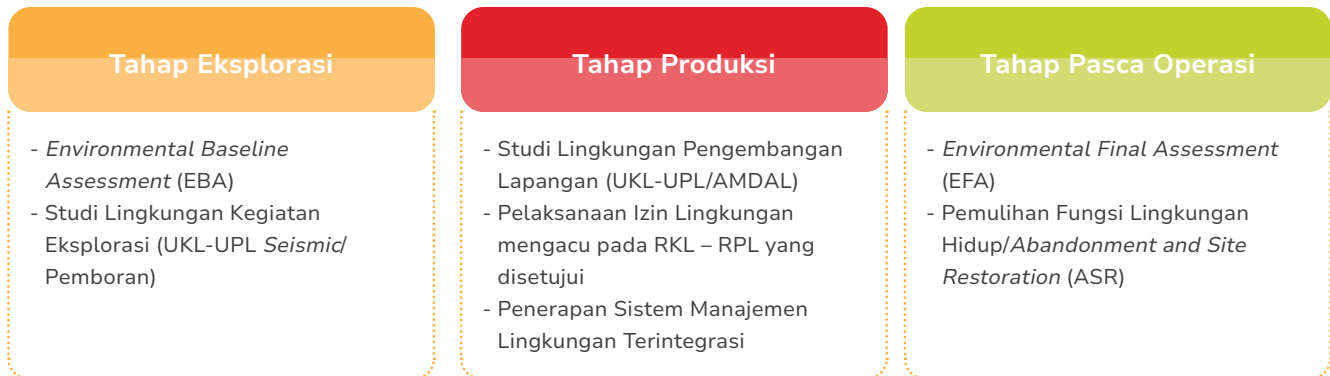 Tahap Eksplorasi
- Environmental Baseline
Assessment (EBA)
- Studi Lingkungan Kegiatan
Eksplorasi (UKL-UPL Seismic/
Pemboran)
Tahap Produksi
- Studi Lingkungan Pengembangan
Lapangan (UKL-UPL/AMDAL)
- Pelaksanaan Izin Lingkungan
mengacu pada RKL – RPL yang
disetujui
- Penerapan Sistem Manajemen
Lingkungan Terintegrasi
Tahap Pasca Operasi
- Environmental Final Assessment
(EFA)
- Pemulihan Fungsi Lingkungan
Hidup/Abandonment and Site
Restoration (ASR)